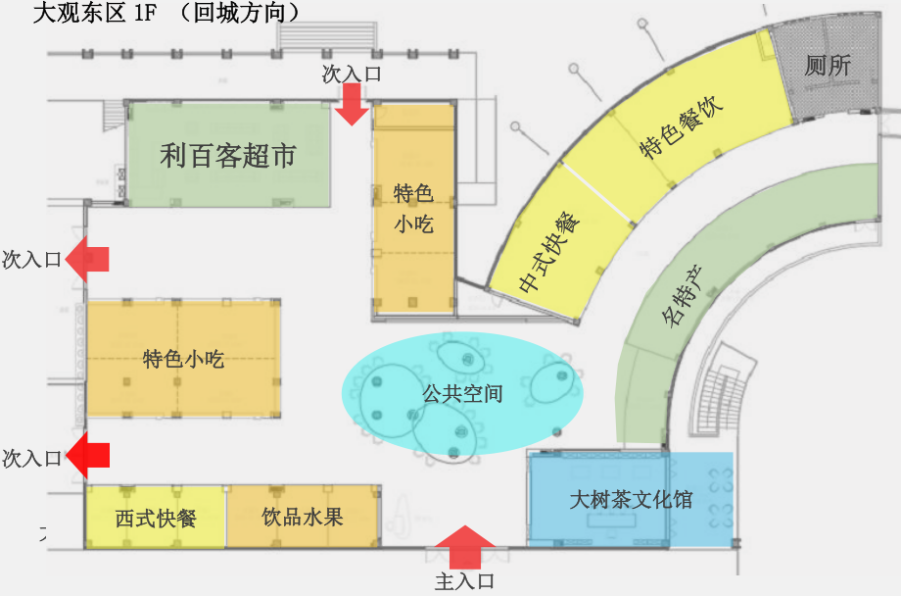 大观东区 1F （回城方向）
次入口
厕所
利百客超市
特色餐饮
特色
小吃
中式快餐
次入口
名特产
特色小吃
公共空间
次入口
大树茶文化馆
西式快餐
饮品水果
主入口